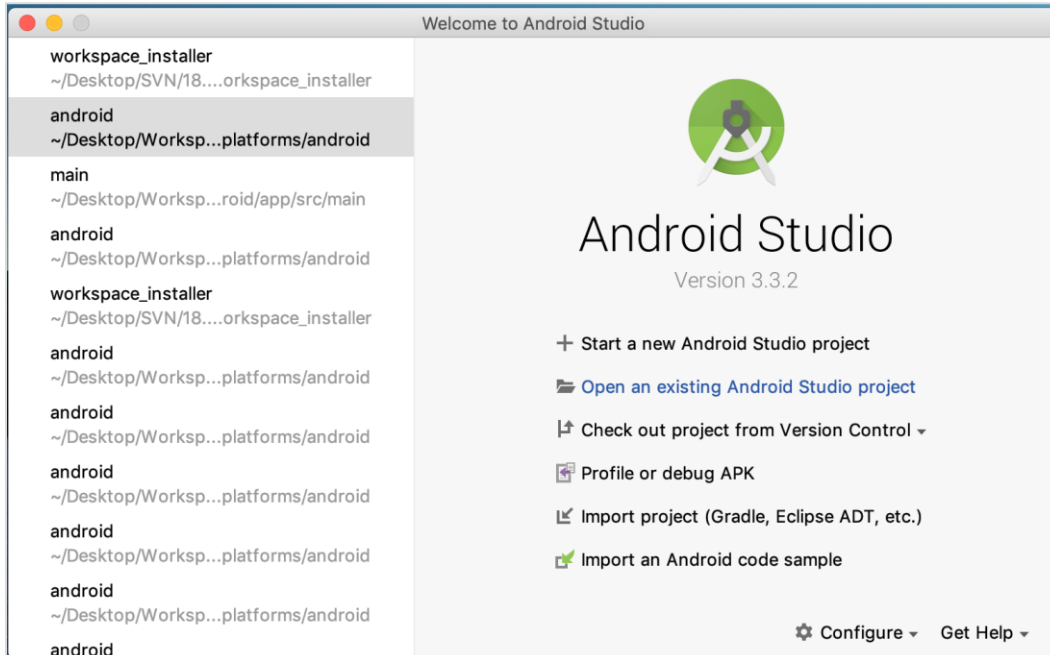 Welcome to Android Studio
workspace_installer
~/Desktop/SVN/18....orkspace_installer
android
~/Desktop/Worksp...platforms/android
main
~/Desktop/Worksp...roid/app/src/main
android
~/Desktop/Worksp...platforms/android
workspace_installer
~/Desktop/SVN/18....orkspace_installer
android
~/Desktop/Worksp...platforms/android
android
~/Desktop/Worksp...platforms/android
android
~/Desktop/Worksp...platforms/android
android
~/Desktop/Worksp...platforms/android
android
~/Desktop/Worksp...platforms/android
android
Android Studio
Version 3.3.2
Start a new Android Studio project
Open an existing Android Studio project
Check out project from Version Control
Profile or debug APK
Import project (Gradle, Eclipse ADT, etc.)
Import an Android code sample
Configure Get Help